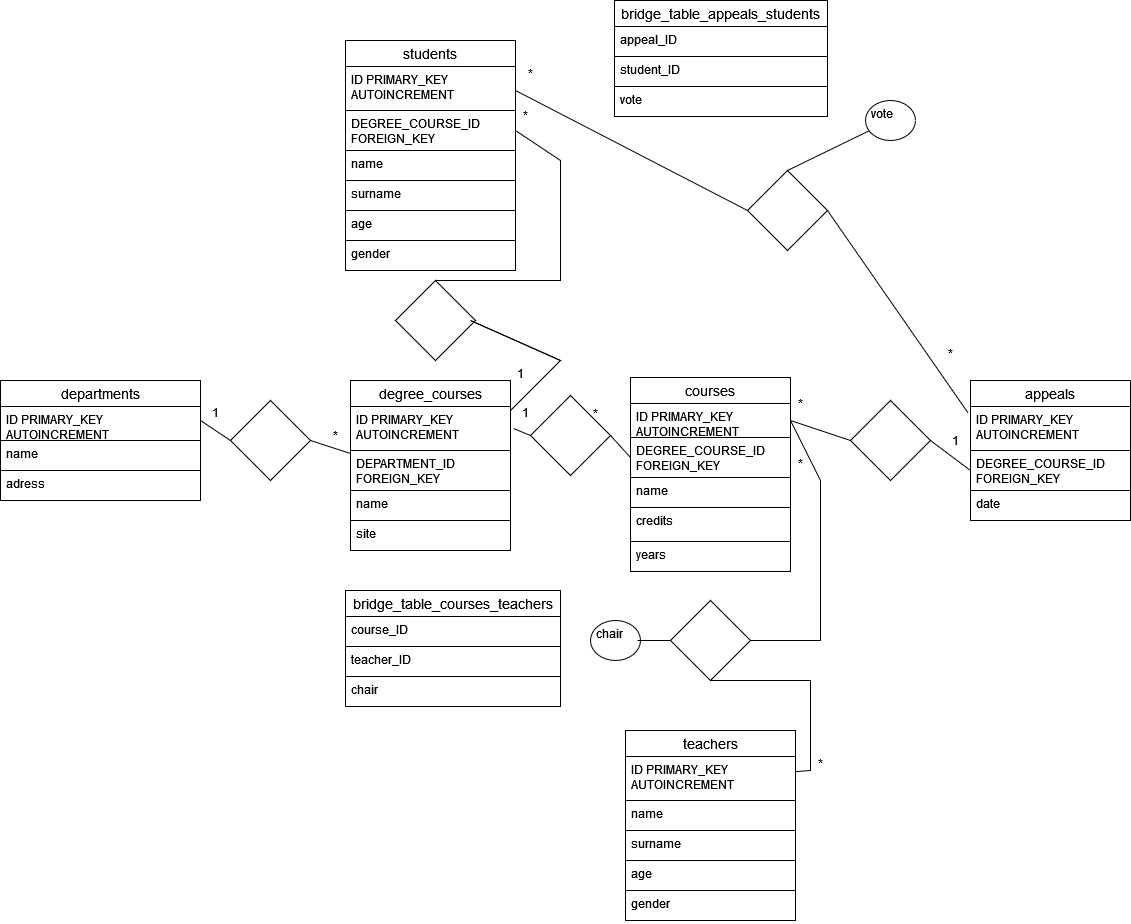 bridge_table_appeals_students
appeal_ID
student_ID
vote
students
ID PRIMARY_KEY
AUTOINCREMENT
DEGREE_COURSE_ID
FOREIGN_KEY
name
surname
age
gender
*
*
vote
*
1
departments
ID PRIMARY_KEY
AUTOINCREMENT
name
adress
1
*
degree_courses
ID PRIMARY_KEY
AUTOINCREMENT
DEPARTMENT_ID
FOREIGN_KEY
name
site
1
*
courses
ID PRIMARY_KEY
AUTOINCREMENT
DEGREE_COURSE_ID
FOREIGN_KEY
name
credits
years
*
*
1
appeals
ID PRIMARY_KEY
AUTOINCREMENT
DEGREE_COURSE_ID
FOREIGN_KEY
date
bridge_table_courses_teachers
course_ID
teacher_ID
chair
chair
*
teachers
ID PRIMARY_KEY
AUTOINCREMENT
name
surname
age
gender